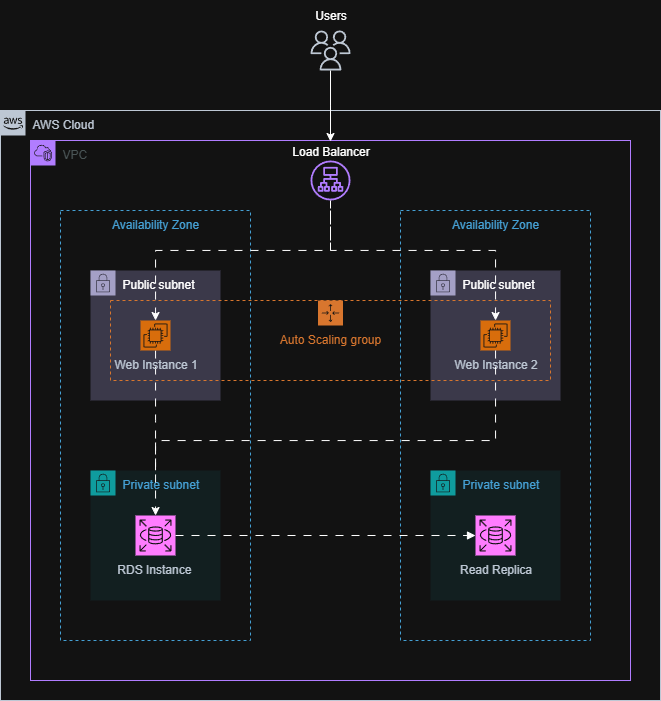 Users
aws
AWS Cloud
VPC
Load Balancer
Availability Zone
Availability Zone
Public subnet
Public subnet
Auto Scaling group
Web Instance 1
Web Instance 2
Private subnet
Private subnet
RDS Instance
Read Replica